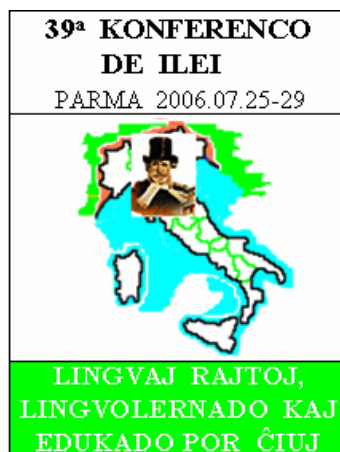 39ª KONFERENCO
DE ILEI
PARMA 2006.07.25-29
LINGVAJ RAJTOJ,
LINGVOLERNADO KAJ
EDUKADO POR ĈIUJ